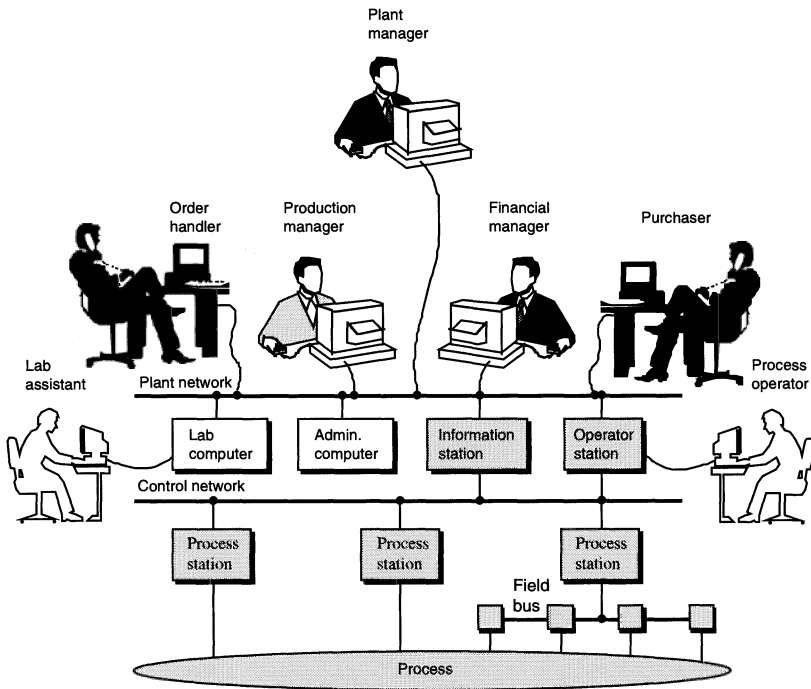 Plant
manager
Order
handler
Production
manager
Financial
manager
Purchaser
Lab
assistant
Plant network
Process
operator
Lab
computer
Admin.
computer
Information
station
Operator
station
Control network
Process
station
Process
station
Process
station
Field
bus
Process